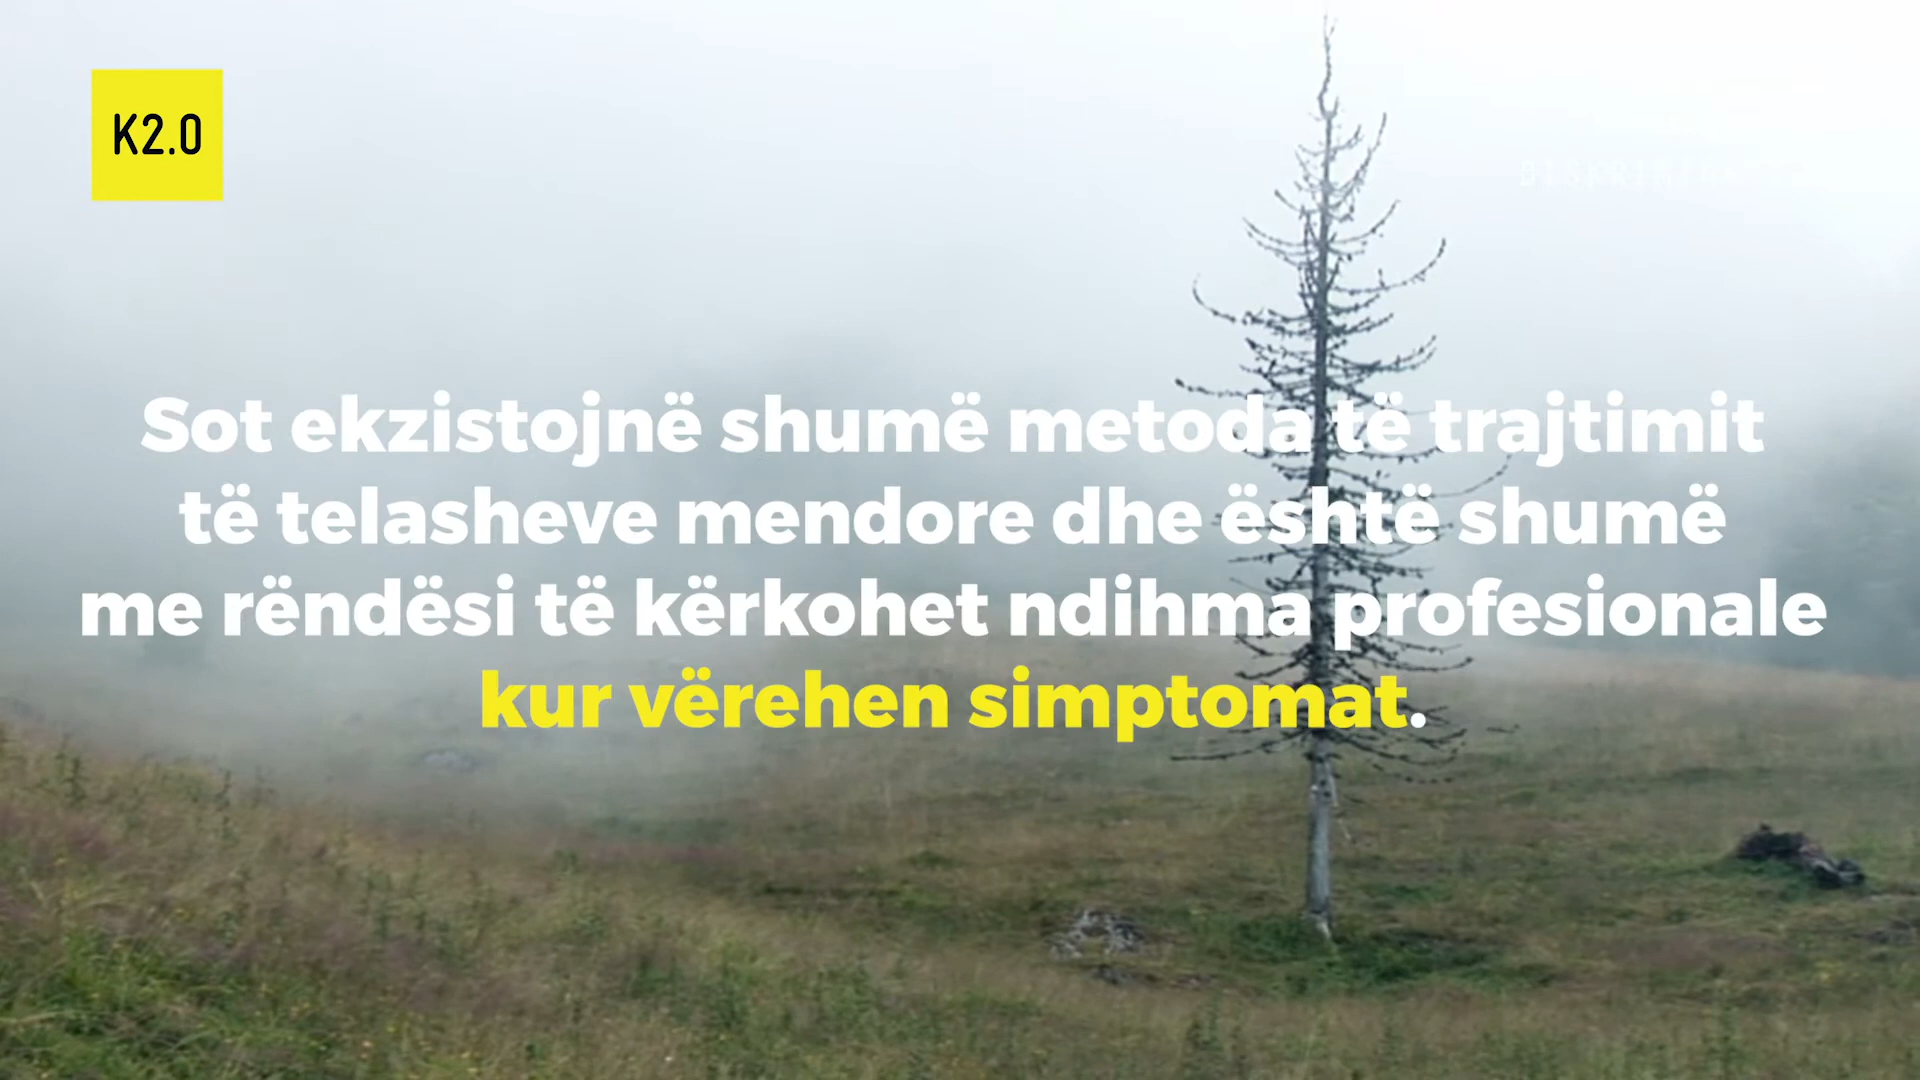 K2.0
Sot ekzistojnë shumë metoda të trajtimit
të telasheve mendore dhe është shumë
me rëndësi të kërkohet ndihma profesionale
kur vërehen simptomat.